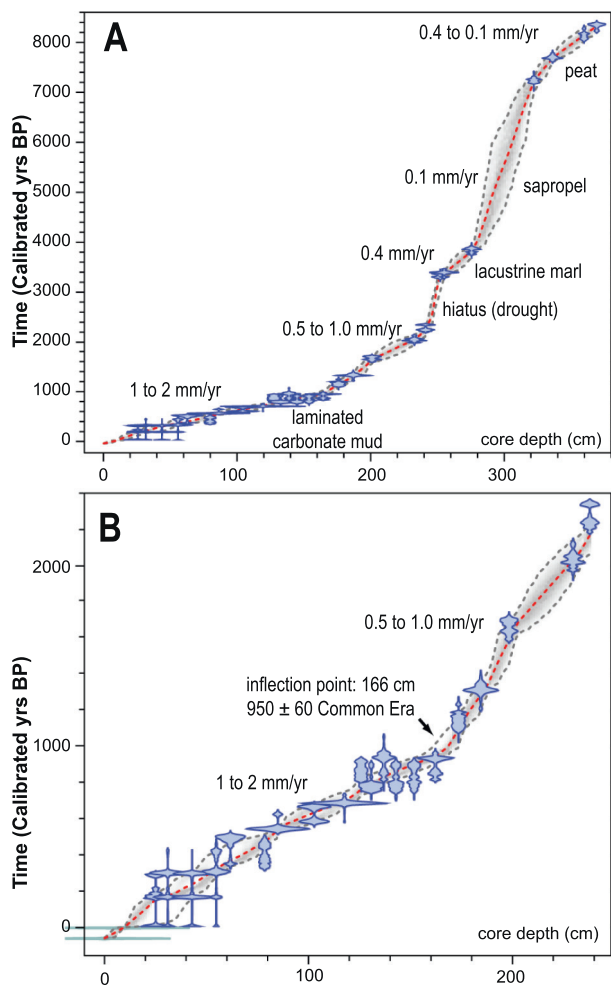 A
Time (Calibrated yrs BP)
8000
7000
6000
5000
4000
3000
2000
1000
0
0.4 to 0.1 mm/yr
peat
0.1 mm/yr
sapropel
0.4 mm/yr
lacustrine marl
hiatus (drought)
0.5 to 1.0 mm/yr
1 to 2 mm/yr
laminated
carbonate mud
core depth (cm)
0 100 200 300
B
Time (Calibrated yrs BP)
2000
1000
0
0.5 to 1.0 mm/yr
inflection point: 166 cm
950 ± 60 Common Era
1 to 2 mm/yr
core depth (cm)
0 100 200